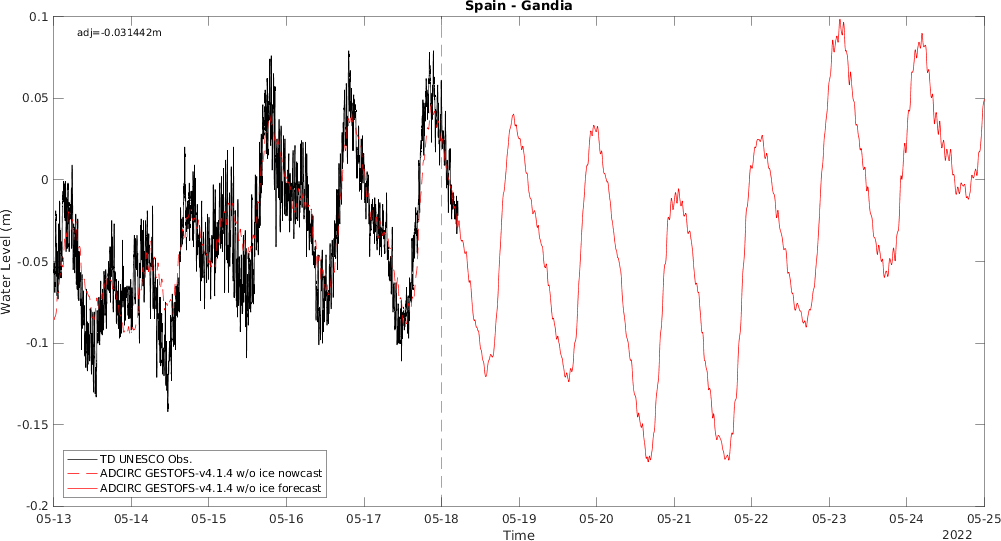 Spain - Gandia
adj=-0.031442m
Water Level (m)
0.1
0.05
0
-0.05
-0.1
-0.15
-0.2
TD UNESCO Obs.
ADCIRC GESTOFS-v4.1.4 w/o ice nowcast
ADCIRC GESTOFS-v4.1.4 w/o ice forecast
05-13 05-14 05-15 05-16 05-17 05-18 05-19 05-20 05-21 05-22 05-23 05-24 05-25
Time
2022